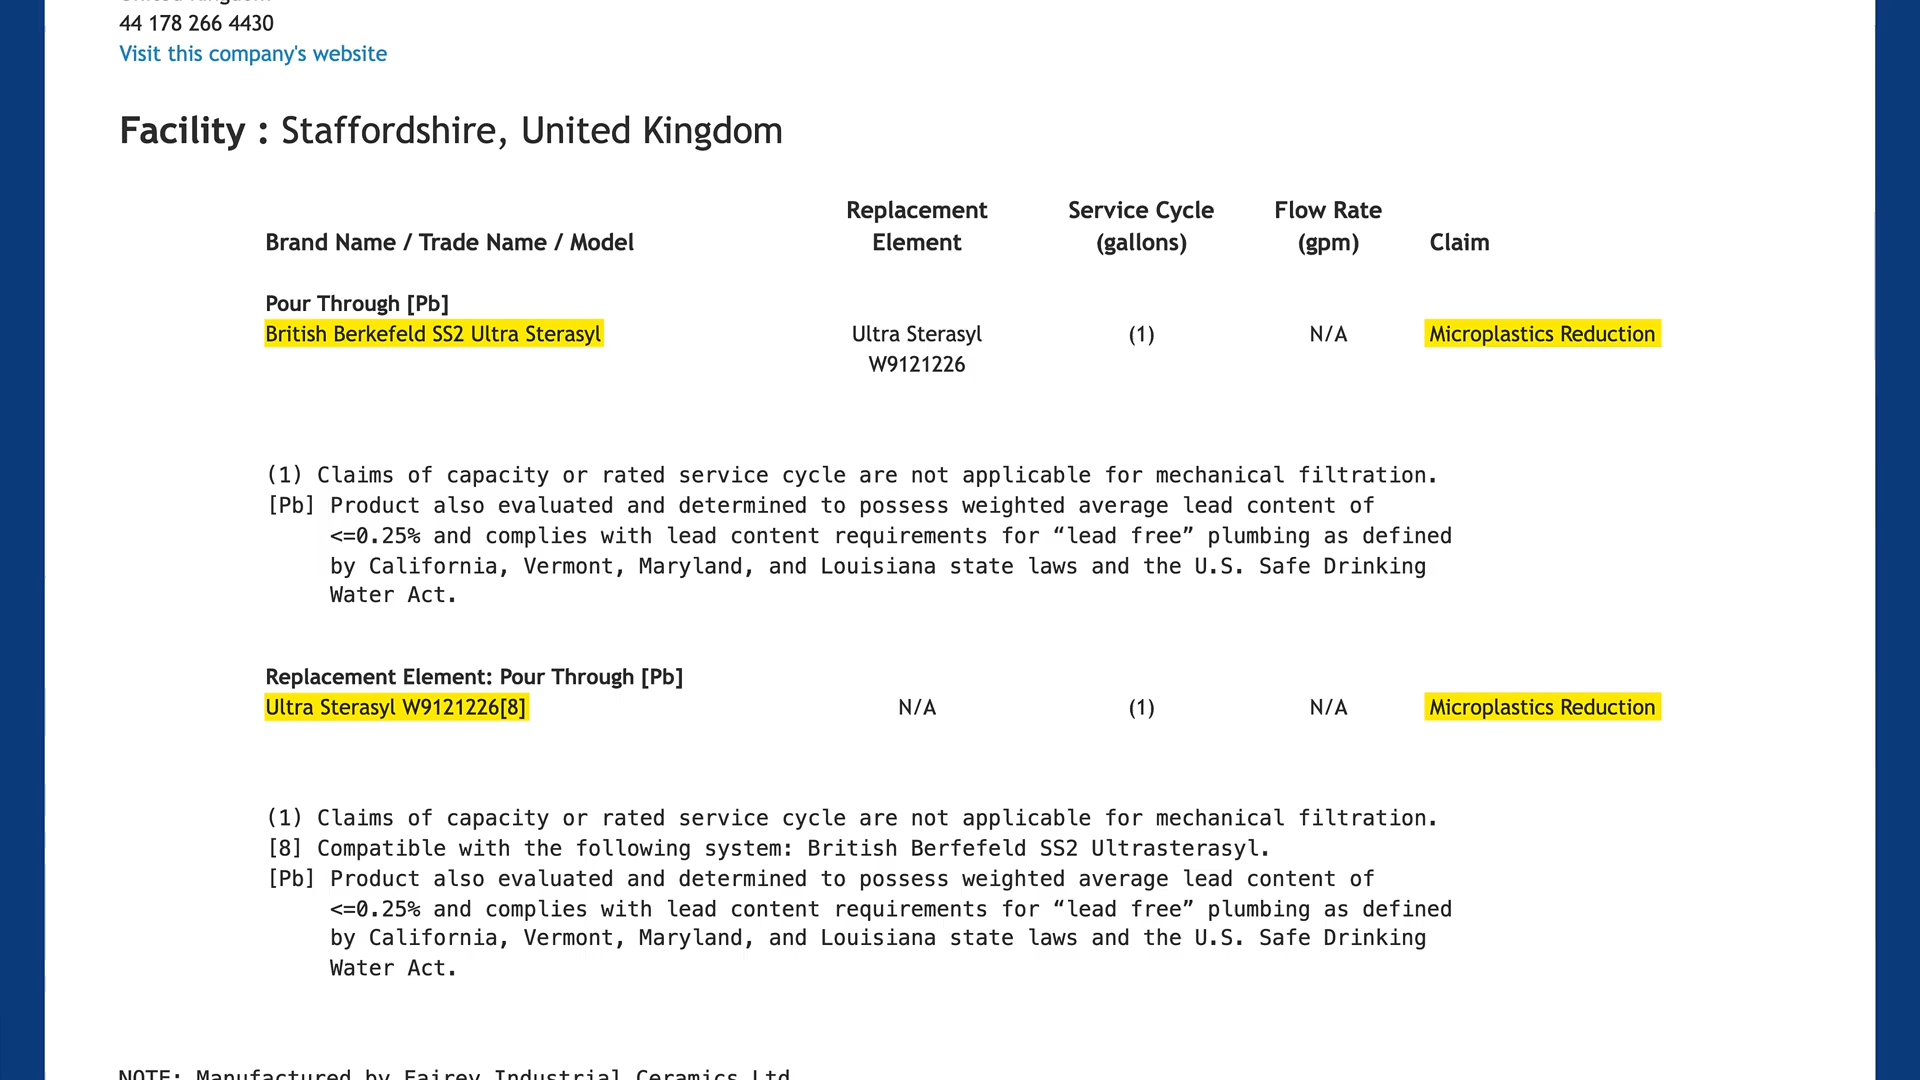 44 178 266 4430
Visit this company's website
Facility : Staffordshire, United Kingdom
Brand Name / Trade Name / Model
Replacement
Element
Service Cycle
(gallons)
Flow Rate
(gpm)
Claim
Pour Through [Pb]
British Berkefeld SS2 Ultra Sterasyl
Ultra Sterasyl
W9121226
(1)
N/A
Microplastics Reduction
(1) Claims of capacity or rated service cycle are not applicable for mechanical filtration.
[Pb] Product also evaluated and determined to possess weighted average lead content of
<=0.25% and complies with lead content requirements for “lead free” plumbing as defined
by California, Vermont, Maryland, and Louisiana state laws and the U.S. Safe Drinking
Water Act.
Replacement Element: Pour Through [Pb]
Ultra Sterasyl W9121226[8]
N/A
(1)
N/A
Microplastics Reduction
(1) Claims of capacity or rated service cycle are not applicable for mechanical filtration.
[8] Compatible with the following system: British Berfefeld SS2 Ultrasterasyl.
[Pb] Product also evaluated and determined to possess weighted average lead content of
<=0.25% and complies with lead content requirements for “lead free” plumbing as defined
by California, Vermont, Maryland, and Louisiana state laws and the U.S. Safe Drinking
Water Act.
NOTE: Manufactured by Fairey Industrial Ceramics Ltd